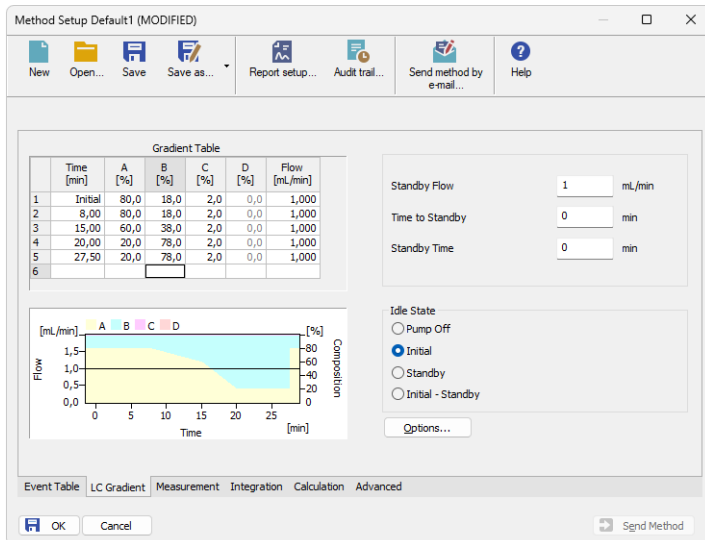 Method Setup Default1 (MODIFIED)
New Open... Save Save as... Report setup... Audit trail... Send method by e-mail... Help
Gradient Table
Time [min] A [%] B [%] C [%] D [%] Flow [mL/min]
1 Initial 80,0 18,0 2,0 0,0 1,000
2 8,00 80,0 18,0 2,0 0,0 1,000
3 15,00 60,0 38,0 2,0 0,0 1,000
4 20,00 20,0 78,0 2,0 0,0 1,000
5 27,50 20,0 78,0 2,0 0,0 1,000
6
Standby Flow 1 mL/min
Time to Standby 0 min
Standby Time 0 min
[mL/min] A B C D [%]
1,5 80
60
1,0 40
0,5 20
0,0 0
Flow
Composition
0 5 10 15 20 25
Time [min]
Idle State
Pump Off
Initial
Standby
Initial - Standby
Options...
Event Table LC Gradient Measurement Integration Calculation Advanced
OK Cancel Send Method